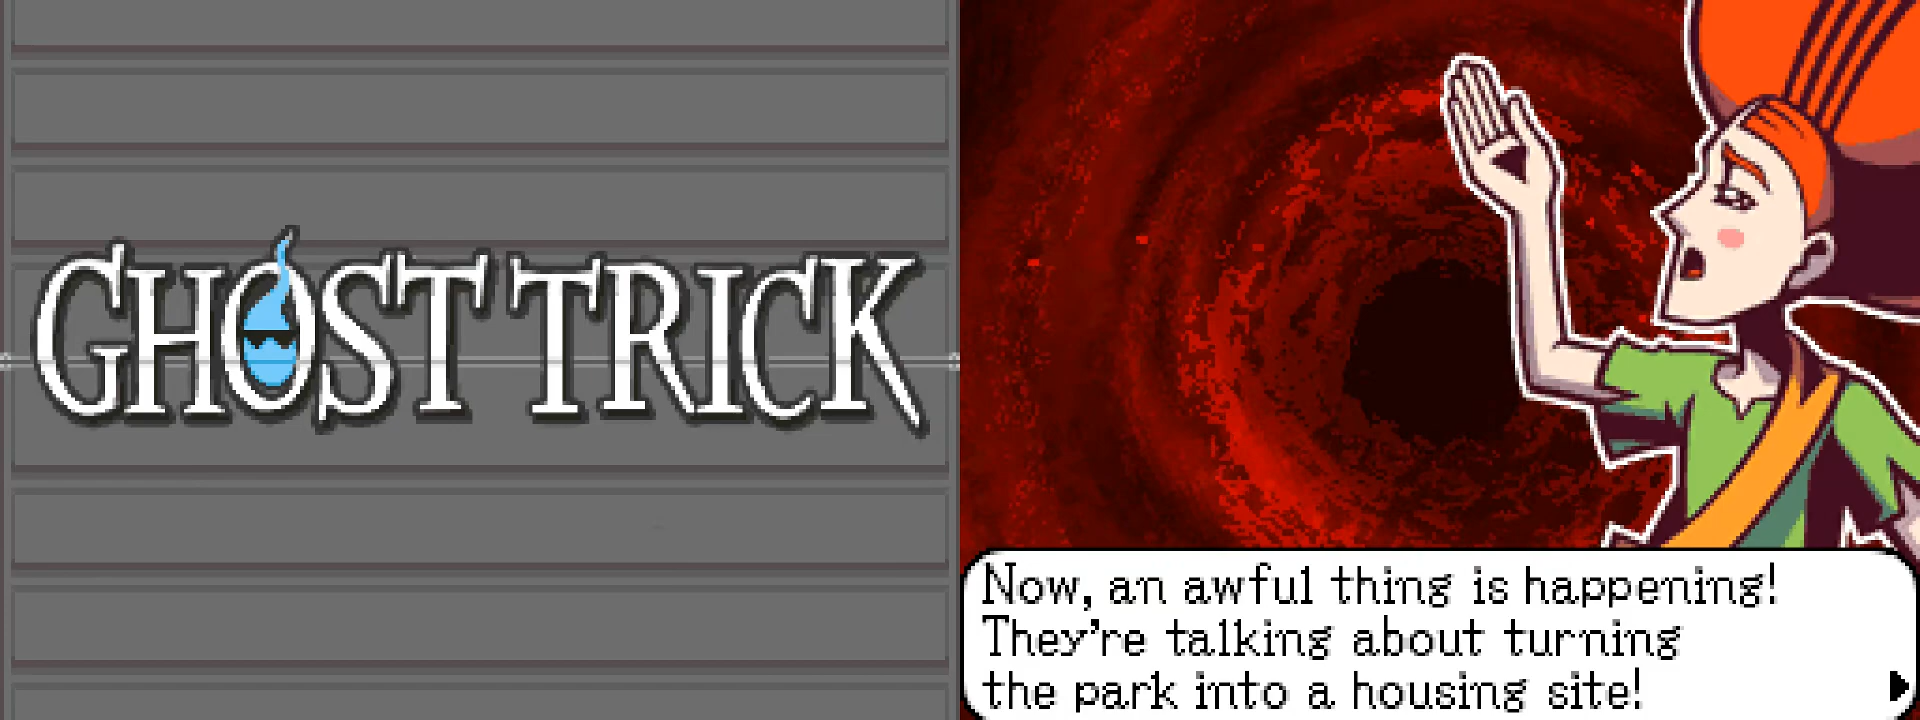 GHOST TRICK
Now, an awful thing is happening!
They're talking about turning
the park into a housing site!